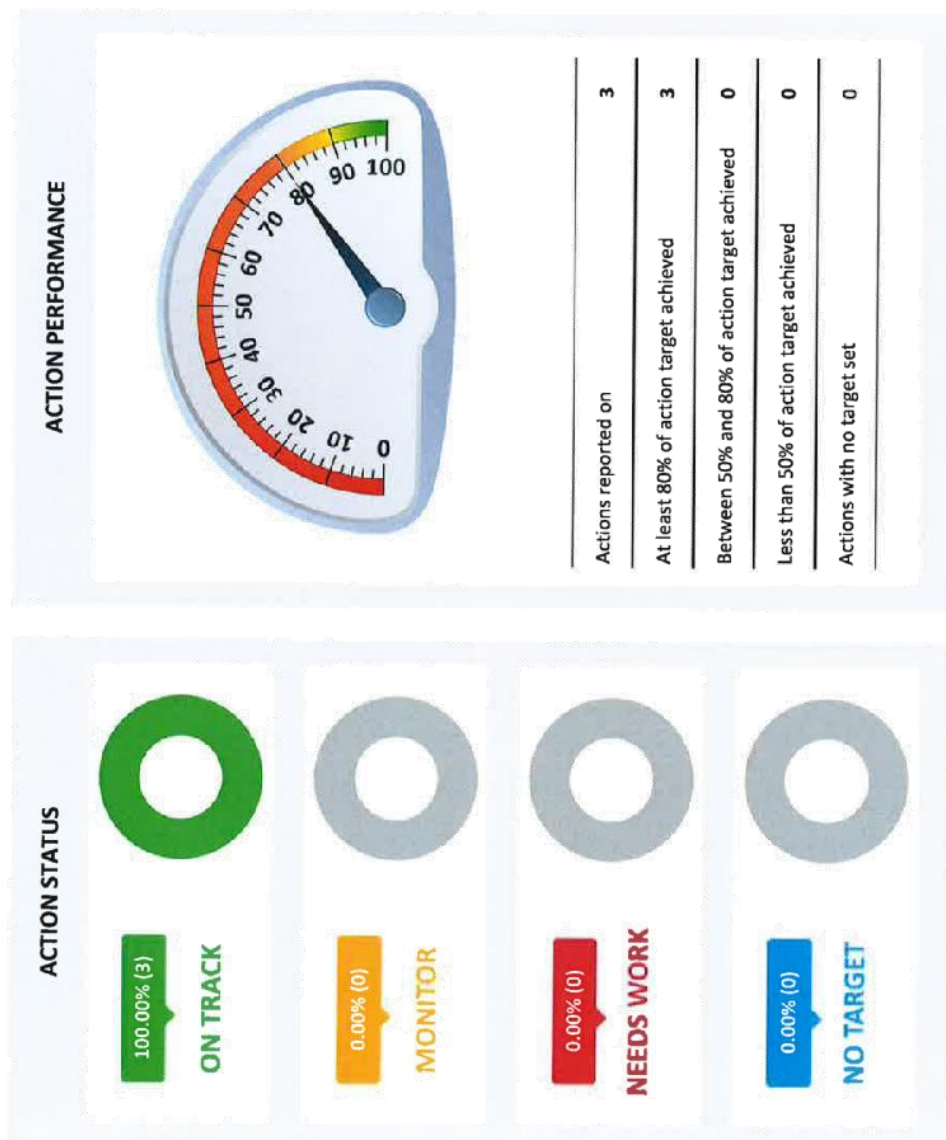 ACTION STATUS
100.00% (3)
ON TRACK
0.00% (0)
MONITOR
0.00% (0)
NEEDS WORK
0.00% (0)
NO TARGET
ACTION PERFORMANCE
0
10
20
30
40
50
60
70
80
90
100
Actions reported on 3
At least 80% of action target achieved 3
Between 50% and 80% of action target achieved 0
Less than 50% of action target achieved 0
Actions with no target set 0